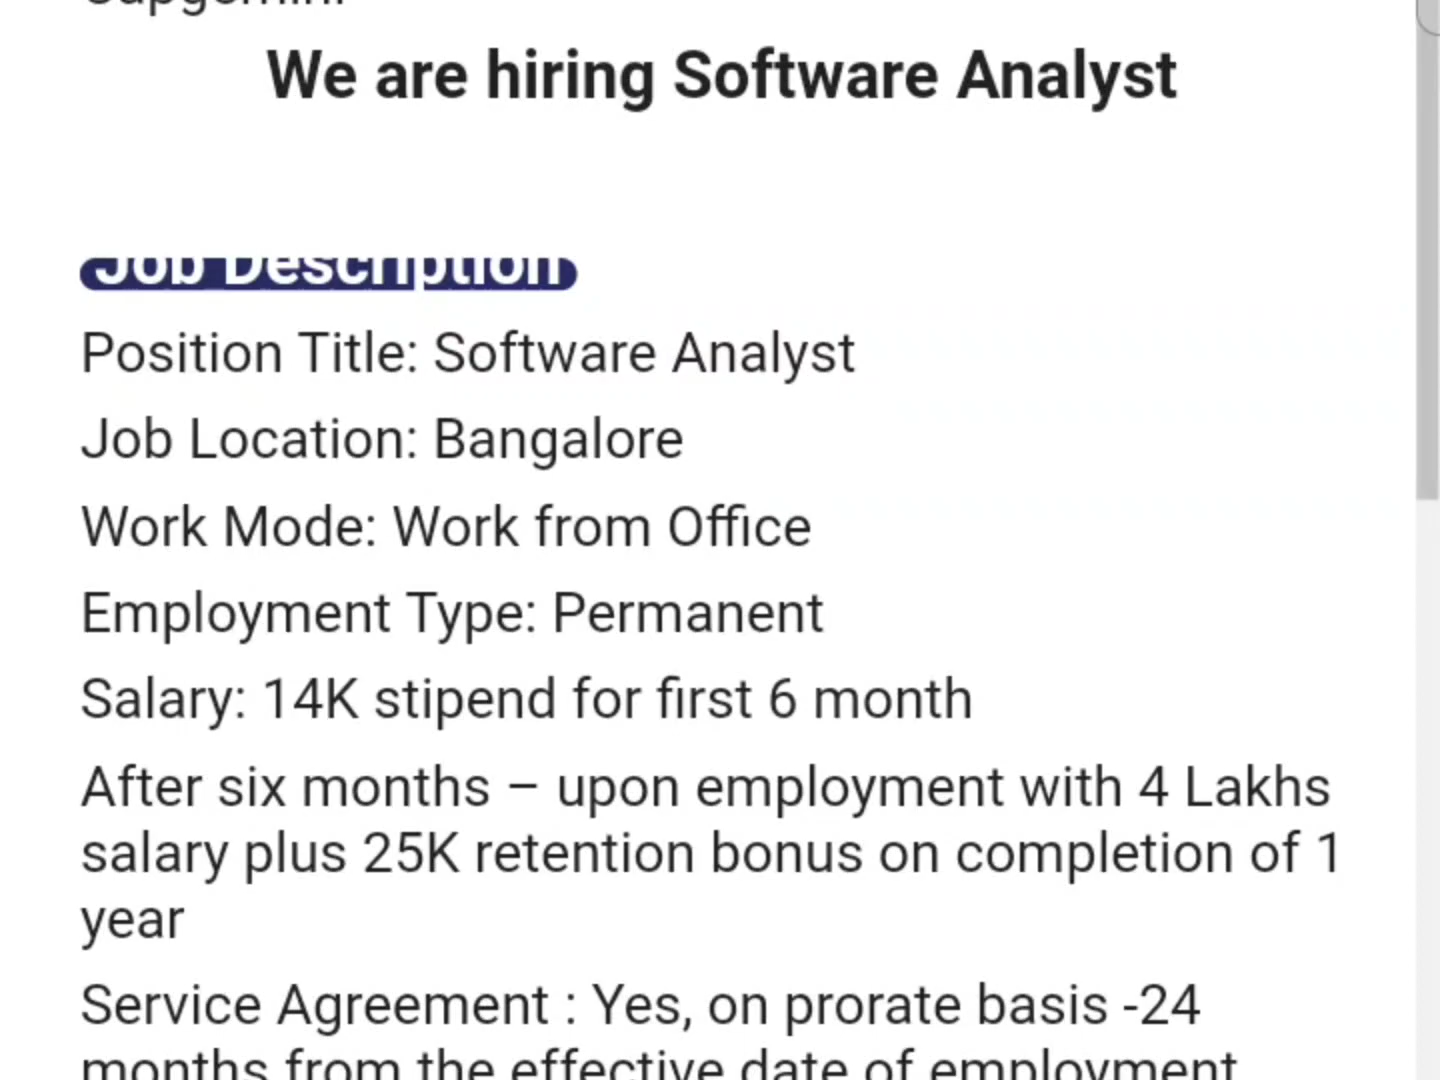 Capgemini
We are hiring Software Analyst
Job Description
Position Title: Software Analyst
Job Location: Bangalore
Work Mode: Work from Office
Employment Type: Permanent
Salary: 14K stipend for first 6 month
After six months – upon employment with 4 Lakhs
salary plus 25K retention bonus on completion of 1
year
Service Agreement : Yes, on prorate basis -24
months from the effective date of employment